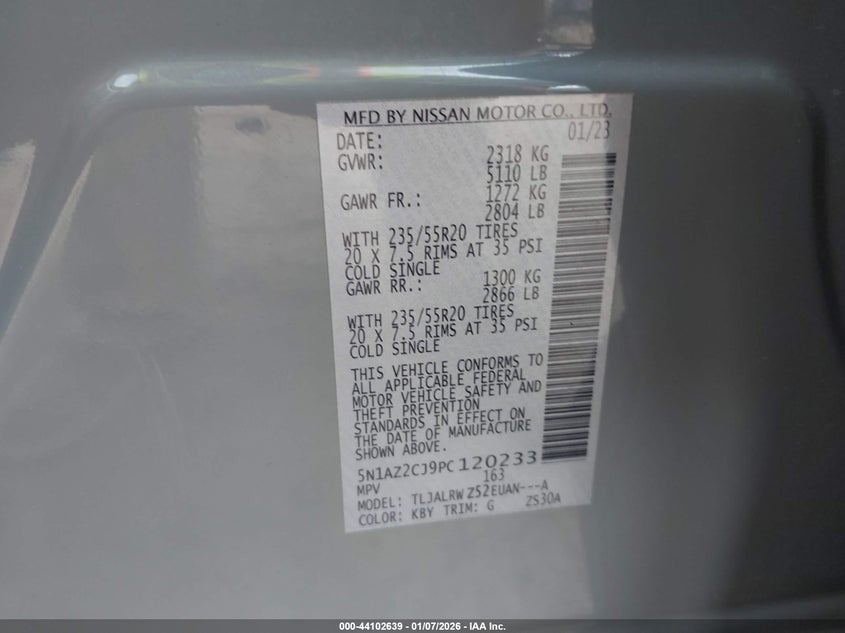 MFD BY NISSAN MOTOR CO., LTD.
DATE: 01/23
GVWR: 2318 KG
5110 LB
GAWR FR.: 1272 KG
2804 LB
WITH 235/55R20 TIRES
20 X 7.5 RIMS AT 35 PSI
COLD SINGLE
GAWR RR.: 1300 KG
2866 LB
WITH 235/55R20 TIRES
20 X 7.5 RIMS AT 35 PSI
COLD SINGLE
THIS VEHICLE CONFORMS TO
ALL APPLICABLE FEDERAL
MOTOR VEHICLE SAFETY AND
THEFT PREVENTION
STANDARDS IN EFFECT ON
THE DATE OF MANUFACTURE
SHOWN ABOVE.
5N1AZ2CJ9PC120233
MPV 163
MODEL: TLJALRWZS2EUAN---A
COLOR: KBY TRIM: G ZS30A
000-44102639 - 01/07/2026 - IAA Inc.